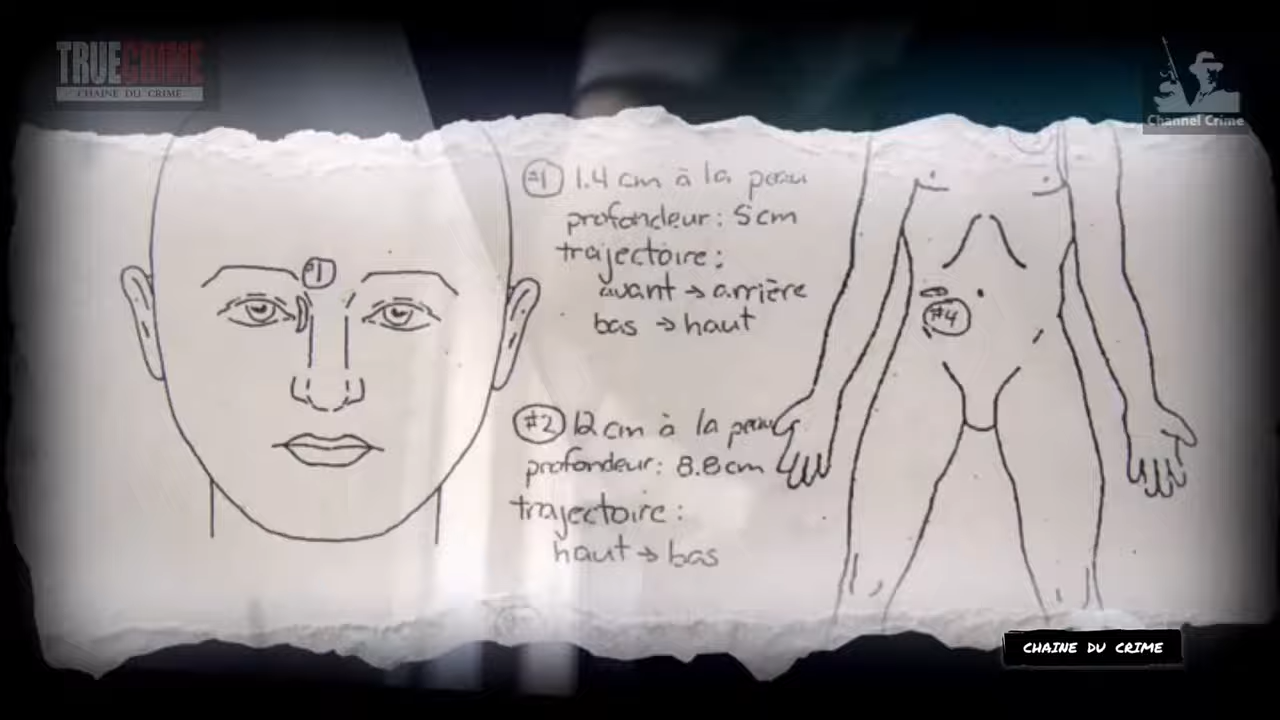 TRUECRIME
CHAINE DU CRIME
Channel Crime
#1 1.4 cm à la peau
profondeur: 5cm
trajectoire:
avant → arrière
bas → haut
#2 12 cm à la peau
profondeur: 8.8cm
trajectoire:
haut → bas
#1
#4
CHAINE DU CRIME